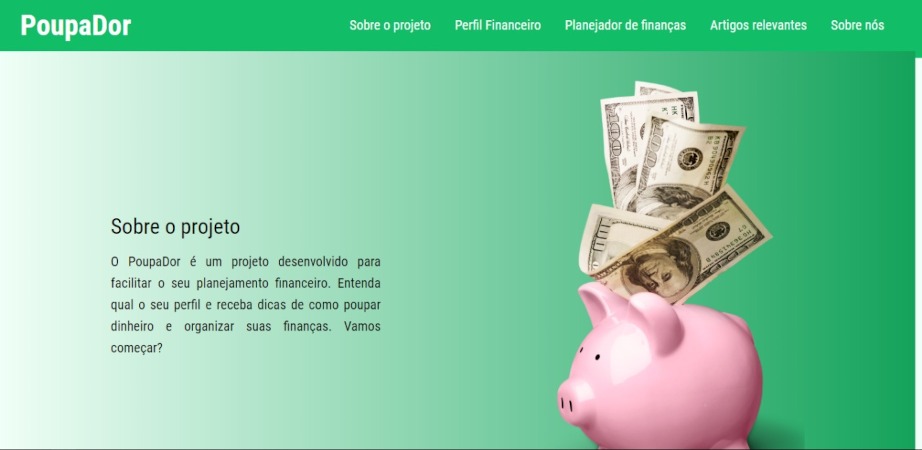 PoupaDor
Sobre o projeto Perfil Financeiro Planejador de finanças Artigos relevantes Sobre nós
Sobre o projeto
O PoupaDor é um projeto desenvolvido para
facilitar o seu planejamento financeiro. Entenda
qual o seu perfil e receba dicas de como poupar
dinheiro e organizar suas finanças. Vamos
começar?